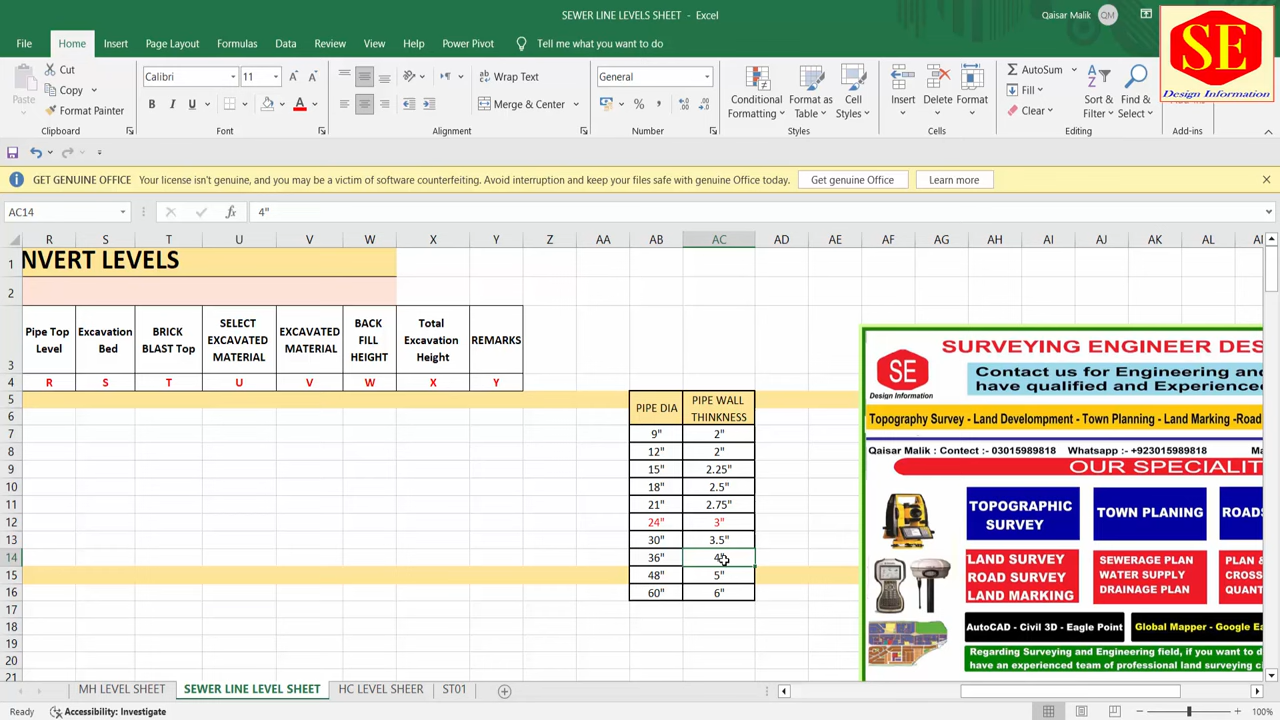 SEWER LINE LEVELS SHEET - Excel
Qaisar Malik QM
SE
Design Information
File Home Insert Page Layout Formulas Data Review View Help Power Pivot Tell me what you want to do
Paste
Cut
Copy
Format Painter
Clipboard
Calibri 11
B I U
Font
Wrap Text
Merge & Center
Alignment
General
Number
Conditional Formatting
Format as Table
Cell Styles
Styles
Insert Delete Format
Cells
AutoSum
Fill
Clear
Sort & Filter
Find & Select
Editing
Add-ins
GET GENUINE OFFICE Your license isn't genuine, and you may be a victim of software counterfeiting. Avoid interruption and keep your files safe with genuine Office today. Get genuine Office Learn more
AC14 fx 4"
R S T U V W X Y Z AA AB AC AD AE AF AG AH AI AJ AK AL AM
1 NVERT LEVELS
2
3 Pipe Top Level Excavation Bed BRICK BLAST Top SELECT EXCAVATED MATERIAL EXCAVATED MATERIAL BACK FILL HEIGHT Total Excavation Height REMARKS
4 R S T U V W X Y
5
6 PIPE DIA PIPE WALL THINKNESS
7 9" 2"
8 12" 2"
9 15" 2.25"
10 18" 2.5"
11 21" 2.75"
12 24" 3"
13 30" 3.5"
14 36" 4"
15 48" 5"
16 60" 6"
17
18
19
20
21
SURVEYING ENGINEER DES
SE
Design Information
Contact us for Engineering and
have qualified and Experience
Topography Survey - Land Develompment - Town Planning - Land Marking -Road
Qaisar Malik : Contect :- 03015989818 Whatsapp :- +923015989818 Ma
OUR SPECIALIT
TOPOGRAPHIC SURVEY
TOWN PLANING
ROADS
LAND SURVEY
ROAD SURVEY
LAND MARKING
SEWERAGE PLAN
WATER SUPPLY
DRAINAGE PLAN
PLAN &
CROSS
QUANT
AutoCAD - Civil 3D - Eagle Point
Global Mapper - Google Ea
Regarding Surveying and Engineering field, if you want to d
have an experienced team of professional land surveying c
MH LEVEL SHEET SEWER LINE LEVEL SHEET HC LEVEL SHEER ST01
Ready Accessibility: Investigate 100%